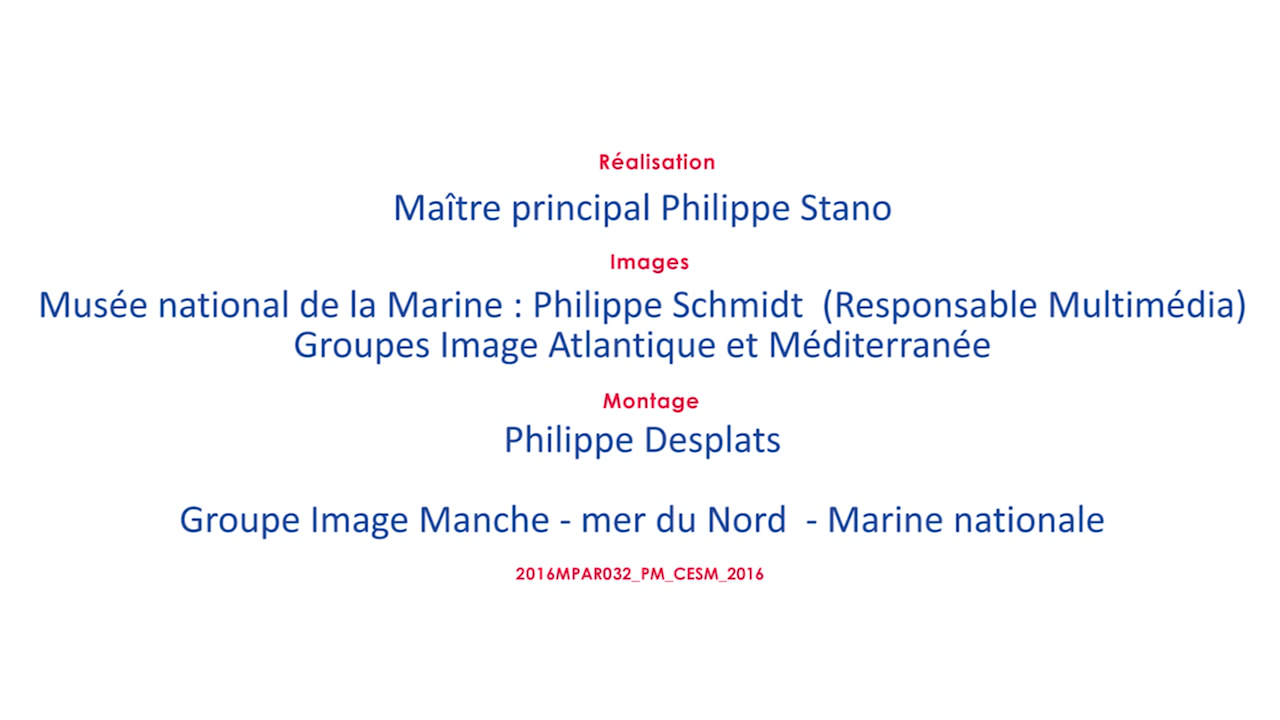 Réalisation
Maître principal Philippe Stano
Images
Musée national de la Marine : Philippe Schmidt  (Responsable Multimédia)
Groupes Image Atlantique et Méditerranée
Montage
Philippe Desplats
Groupe Image Manche - mer du Nord  - Marine nationale
2016MPAR032_PM_CESM_2016